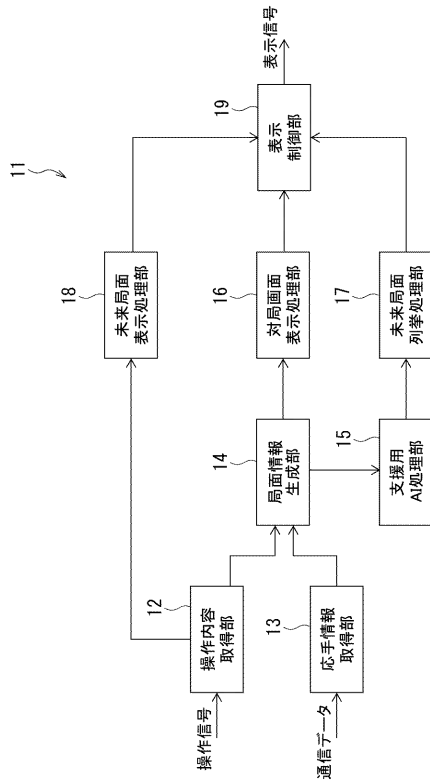 11
操作信号
通信データ
12
操作内容
取得部
13
応手情報
取得部
14
局面情報
生成部
15
支援用
AI処理部
18
未来局面
表示処理部
16
対局画面
表示処理部
17
未来局面
列挙処理部
19
表示
制御部
表示信号